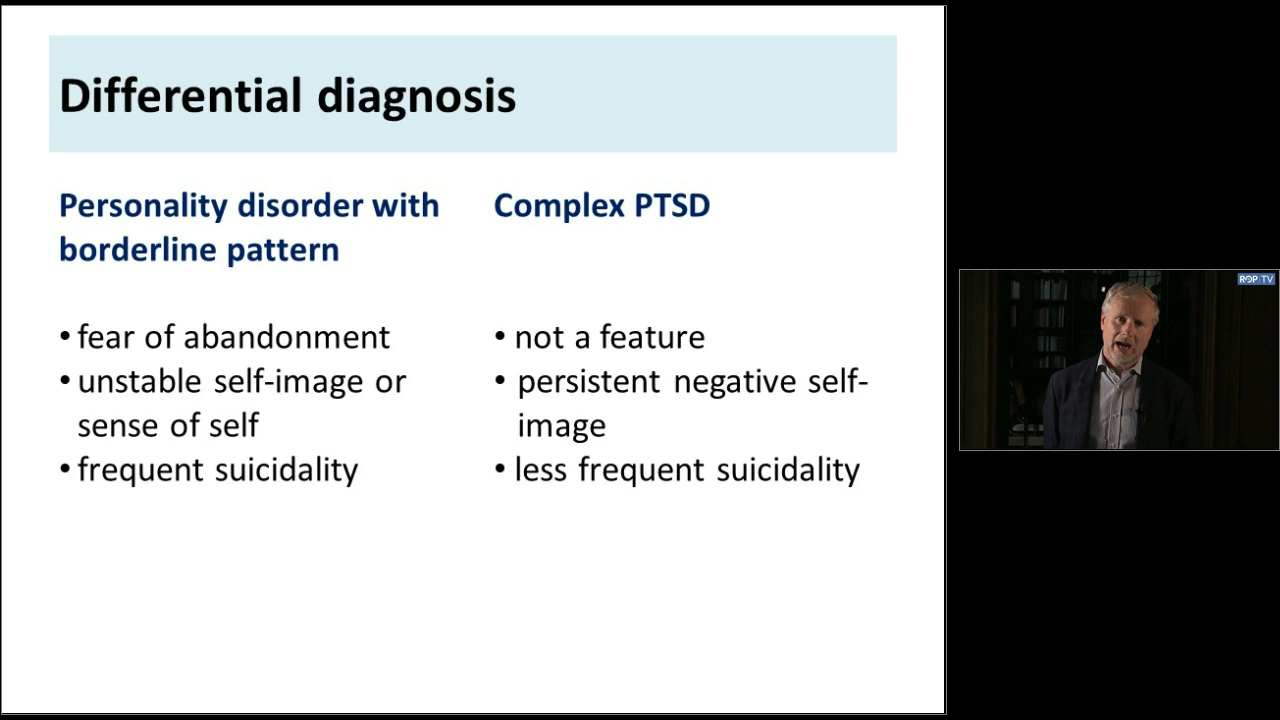 Differential diagnosis
Personality disorder with
borderline pattern
• fear of abandonment
• unstable self-image or
sense of self
• frequent suicidality
Complex PTSD
• not a feature
• persistent negative self-
image
• less frequent suicidality
ROP TV